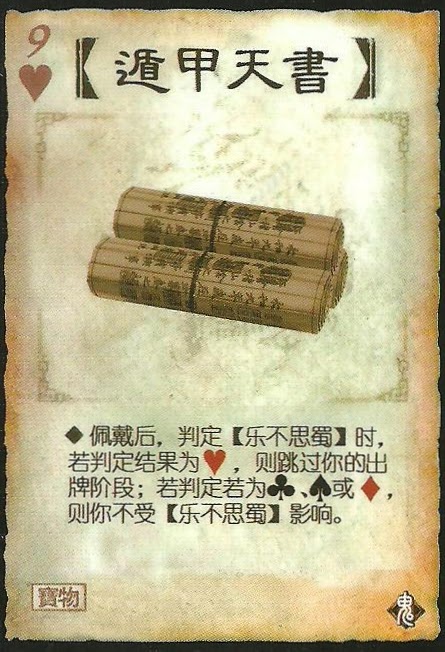 9
【遁甲天書】
◆佩戴后，判定【乐不思蜀】时，
若判定结果为♥，则跳过你的出
牌阶段；若判定若为♣、♠或♦，
则你不受【乐不思蜀】影响。
寶物
鬼